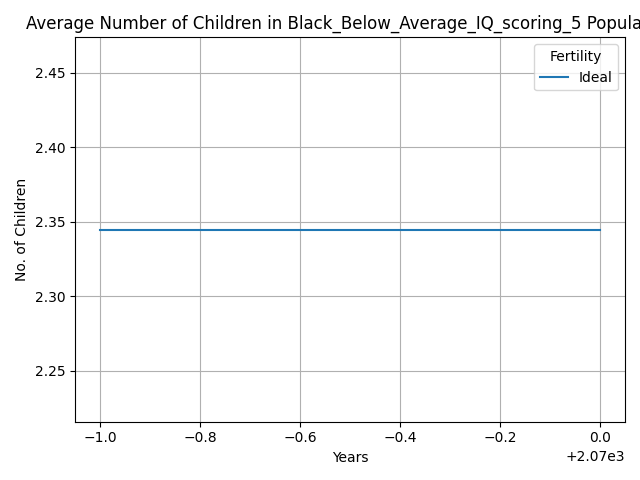 Average Number of Children in Black_Below_Average_IQ_scoring_5 Popula
Fertility
Ideal
2.45
2.40
2.35
2.30
2.25
No. of Children
−1.0 −0.8 −0.6 −0.4 −0.2 0.0
Years
+2.07e3